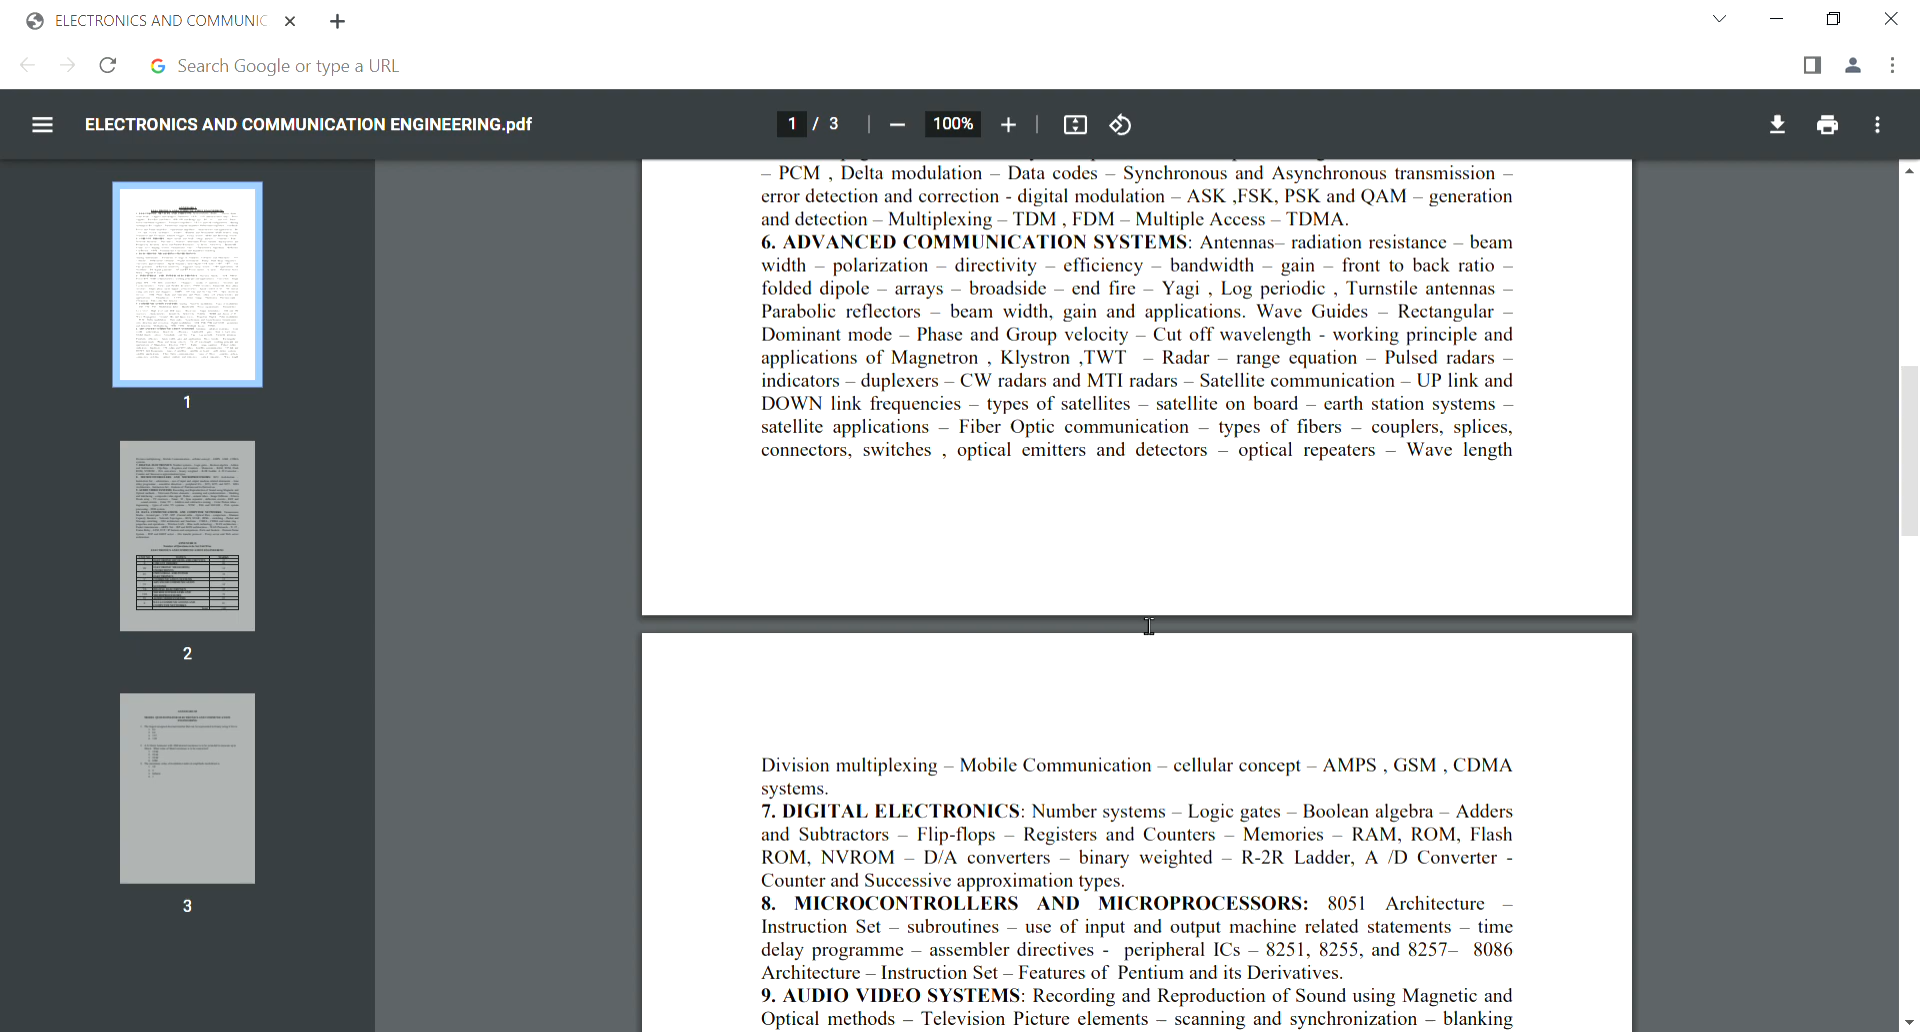 ELECTRONICS AND COMMUNIC
Search Google or type a URL
ELECTRONICS AND COMMUNICATION ENGINEERING.pdf
1 / 3
100%
1
2
3
– PCM , Delta modulation – Data codes – Synchronous and Asynchronous transmission –
error detection and correction - digital modulation – ASK ,FSK, PSK and QAM – generation
and detection – Multiplexing – TDM , FDM – Multiple Access – TDMA.
6. ADVANCED COMMUNICATION SYSTEMS: Antennas– radiation resistance – beam
width – polarization – directivity – efficiency – bandwidth – gain – front to back ratio –
folded dipole – arrays – broadside – end fire – Yagi , Log periodic , Turnstile antennas –
Parabolic reflectors – beam width, gain and applications. Wave Guides – Rectangular –
Dominant mode – Phase and Group velocity – Cut off wavelength - working principle and
applications of Magnetron , Klystron ,TWT – Radar – range equation – Pulsed radars –
indicators – duplexers – CW radars and MTI radars – Satellite communication – UP link and
DOWN link frequencies – types of satellites – satellite on board – earth station systems –
satellite applications – Fiber Optic communication – types of fibers – couplers, splices,
connectors, switches , optical emitters and detectors – optical repeaters – Wave length
Division multiplexing – Mobile Communication – cellular concept – AMPS , GSM , CDMA
systems.
7. DIGITAL ELECTRONICS: Number systems – Logic gates – Boolean algebra – Adders
and Subtractors – Flip-flops – Registers and Counters – Memories – RAM, ROM, Flash
ROM, NVROM – D/A converters – binary weighted – R-2R Ladder, A /D Converter -
Counter and Successive approximation types.
8. MICROCONTROLLERS AND MICROPROCESSORS: 8051 Architecture –
Instruction Set – subroutines – use of input and output machine related statements – time
delay programme – assembler directives - peripheral ICs – 8251, 8255, and 8257– 8086
Architecture – Instruction Set – Features of Pentium and its Derivatives.
9. AUDIO VIDEO SYSTEMS: Recording and Reproduction of Sound using Magnetic and
Optical methods – Television Picture elements – scanning and synchronization – blanking